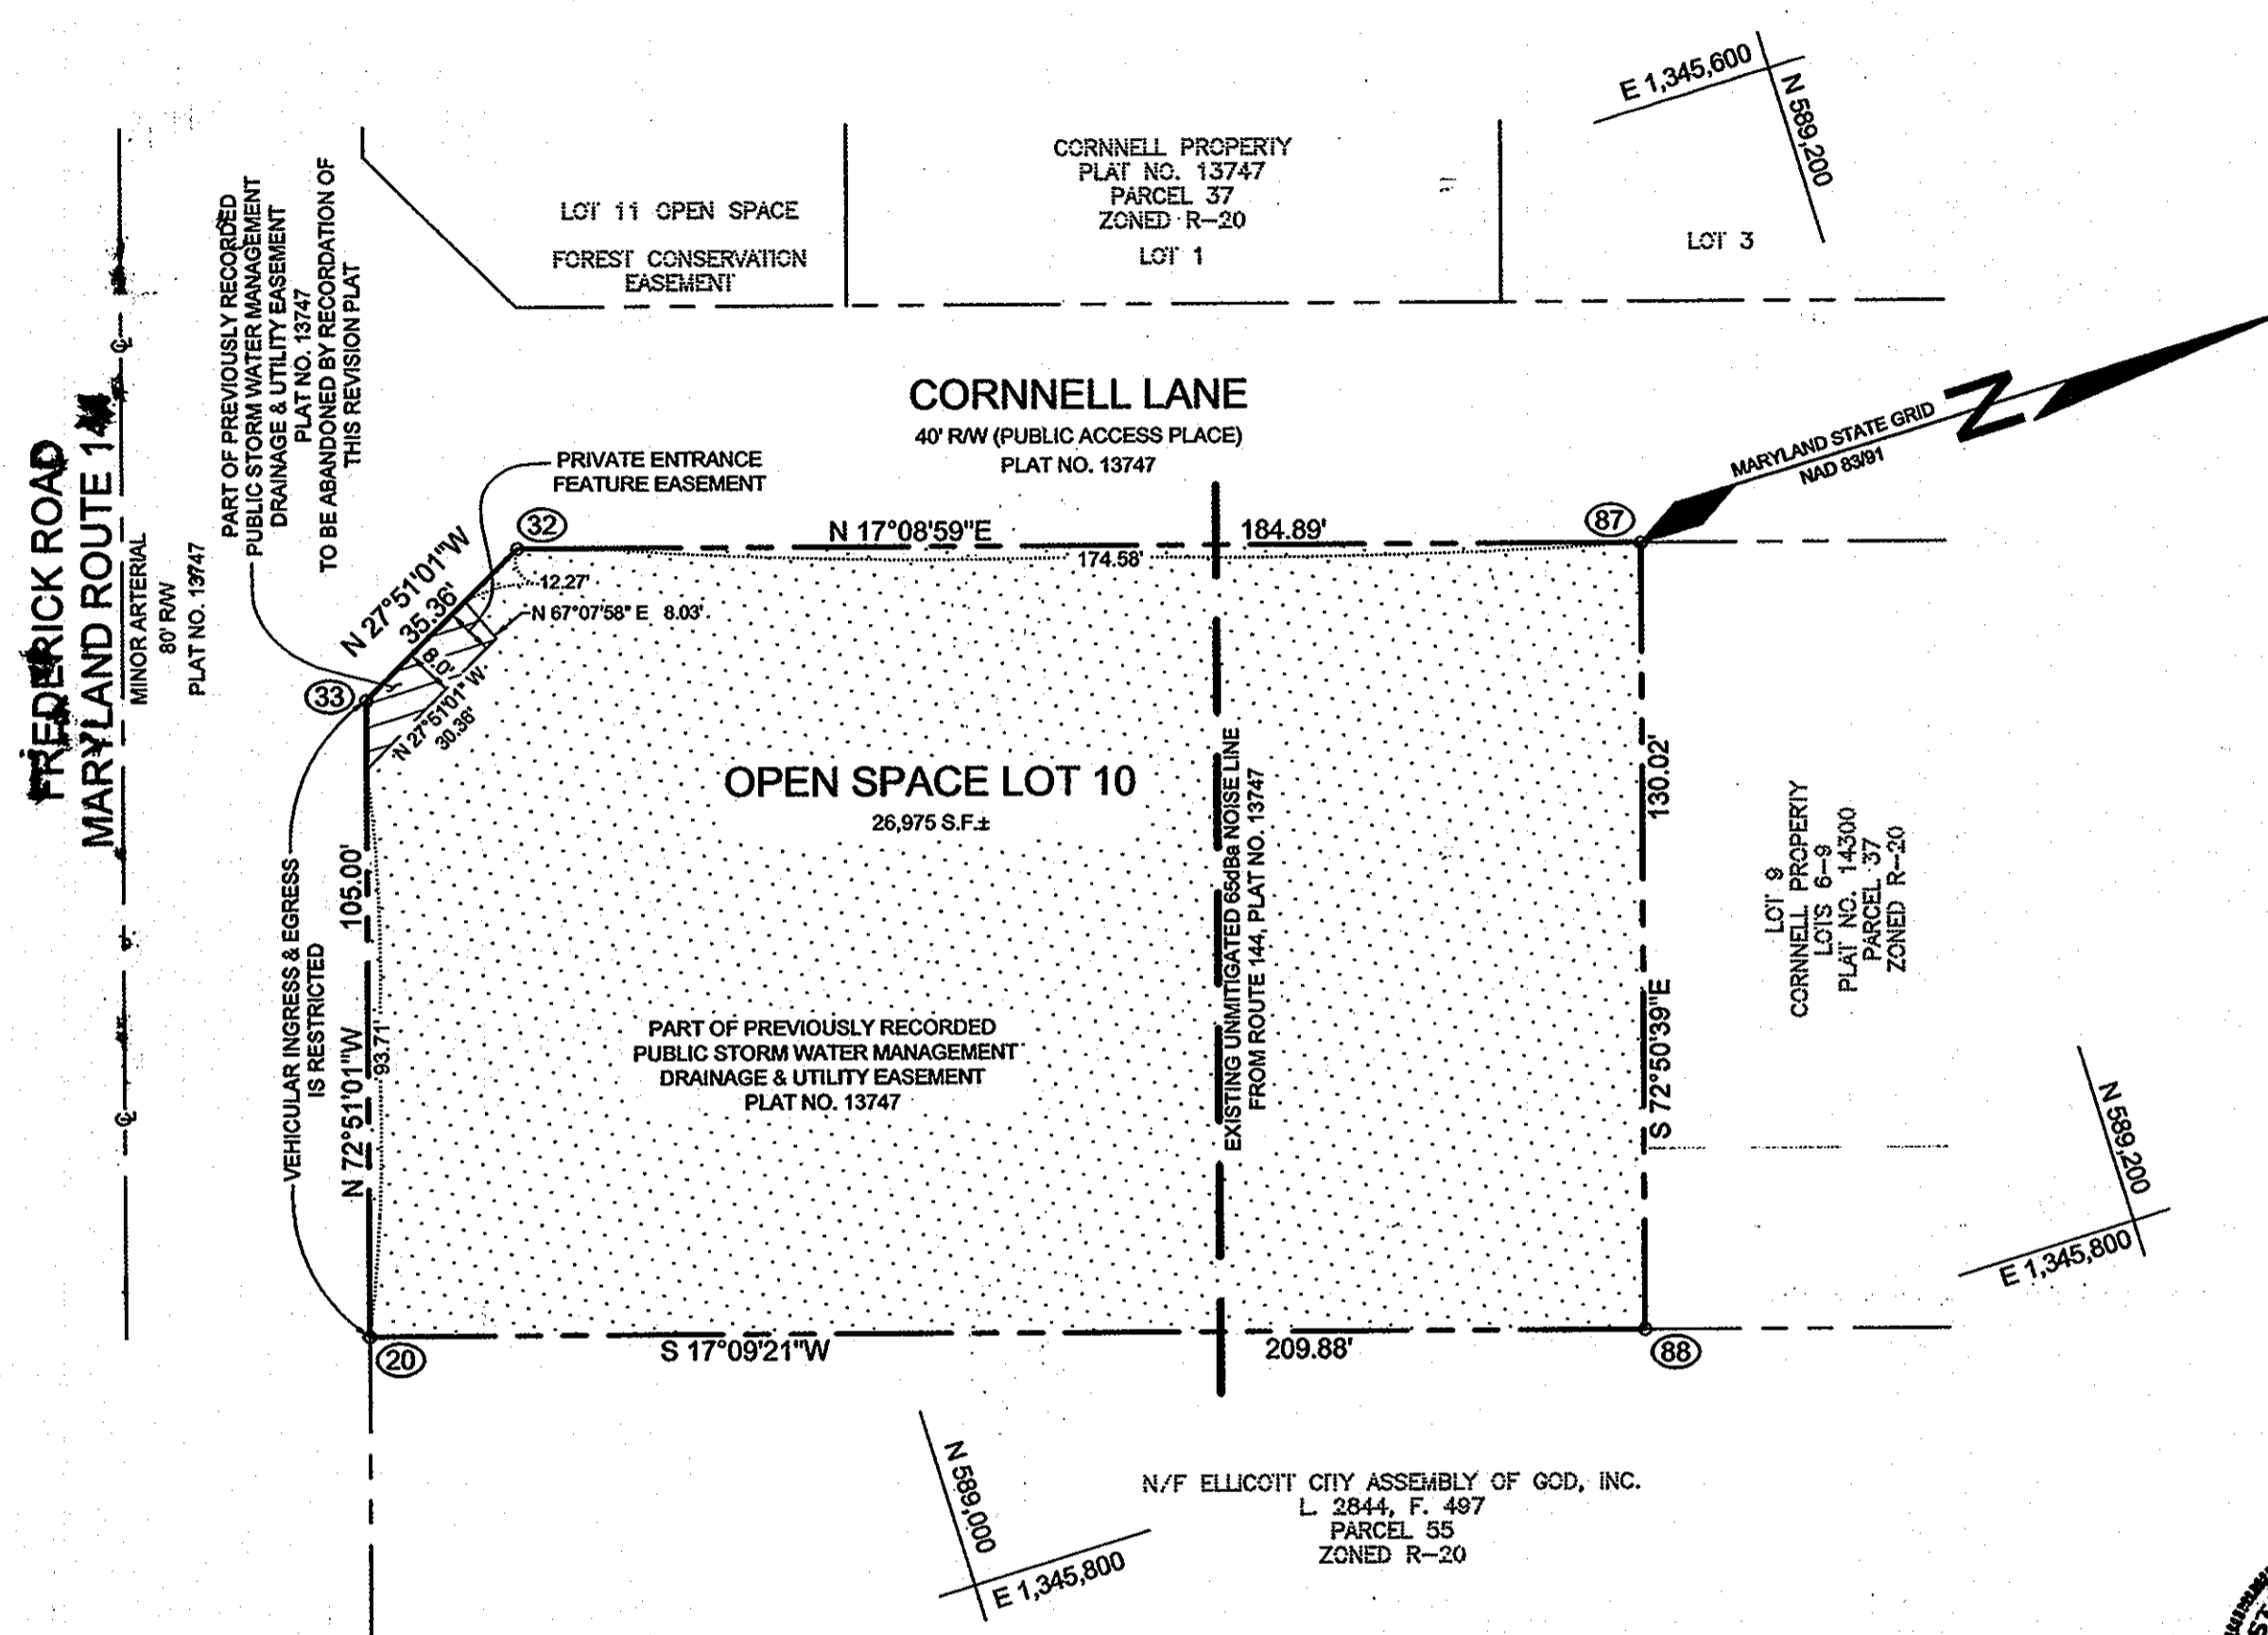 E 1,345,600
N 589,200
CORNNELL PROPERTY
PLAT NO. 13747
PARCEL 37
ZONED R-20
LOT 1
LOT 11 OPEN SPACE
FOREST CONSERVATION
EASEMENT
LOT 3
PART OF PREVIOUSLY RECORDED
PUBLIC STORM WATER MANAGEMENT
DRAINAGE & UTILITY EASEMENT
PLAT NO. 13747
TO BE ABANDONED BY RECORDATION OF
THIS REVISION PLAT
FREDERICK ROAD
MARYLAND ROUTE 144
MINOR ARTERIAL
80' R/W
PLAT NO. 13747
CORNNELL LANE
40' R/W (PUBLIC ACCESS PLACE)
PLAT NO. 13747
MARYLAND STATE GRID
NAD 83/91
N
PRIVATE ENTRANCE
FEATURE EASEMENT
32
N 17°08'59"E
184.89'
87
174.58'
12.27'
N 67°07'58" E 8.03'
N 27°51'01"W
35.36'
8.0'
33
N 27°51'01" W
30.36'
OPEN SPACE LOT 10
26,975 S.F.±
EXISTING UNMITIGATED 65dBa NOISE LINE
FROM ROUTE 144, PLAT NO. 13747
130.02'
S 72°50'39"E
LOT 9
CORNNELL PROPERTY
LOTS 6-9
PLAT NO. 14300
PARCEL 37
ZONED R-20
VEHICULAR INGRESS & EGRESS
IS RESTRICTED
105.00'
N 72°51'01"W
93.71'
PART OF PREVIOUSLY RECORDED
PUBLIC STORM WATER MANAGEMENT
DRAINAGE & UTILITY EASEMENT
PLAT NO. 13747
N 589,200
E 1,345,800
20
S 17°09'21"W
209.88'
88
N 589,000
E 1,345,800
N/F ELLICOTT CITY ASSEMBLY OF GOD, INC.
L. 2844, F. 497
PARCEL 55
ZONED R-20